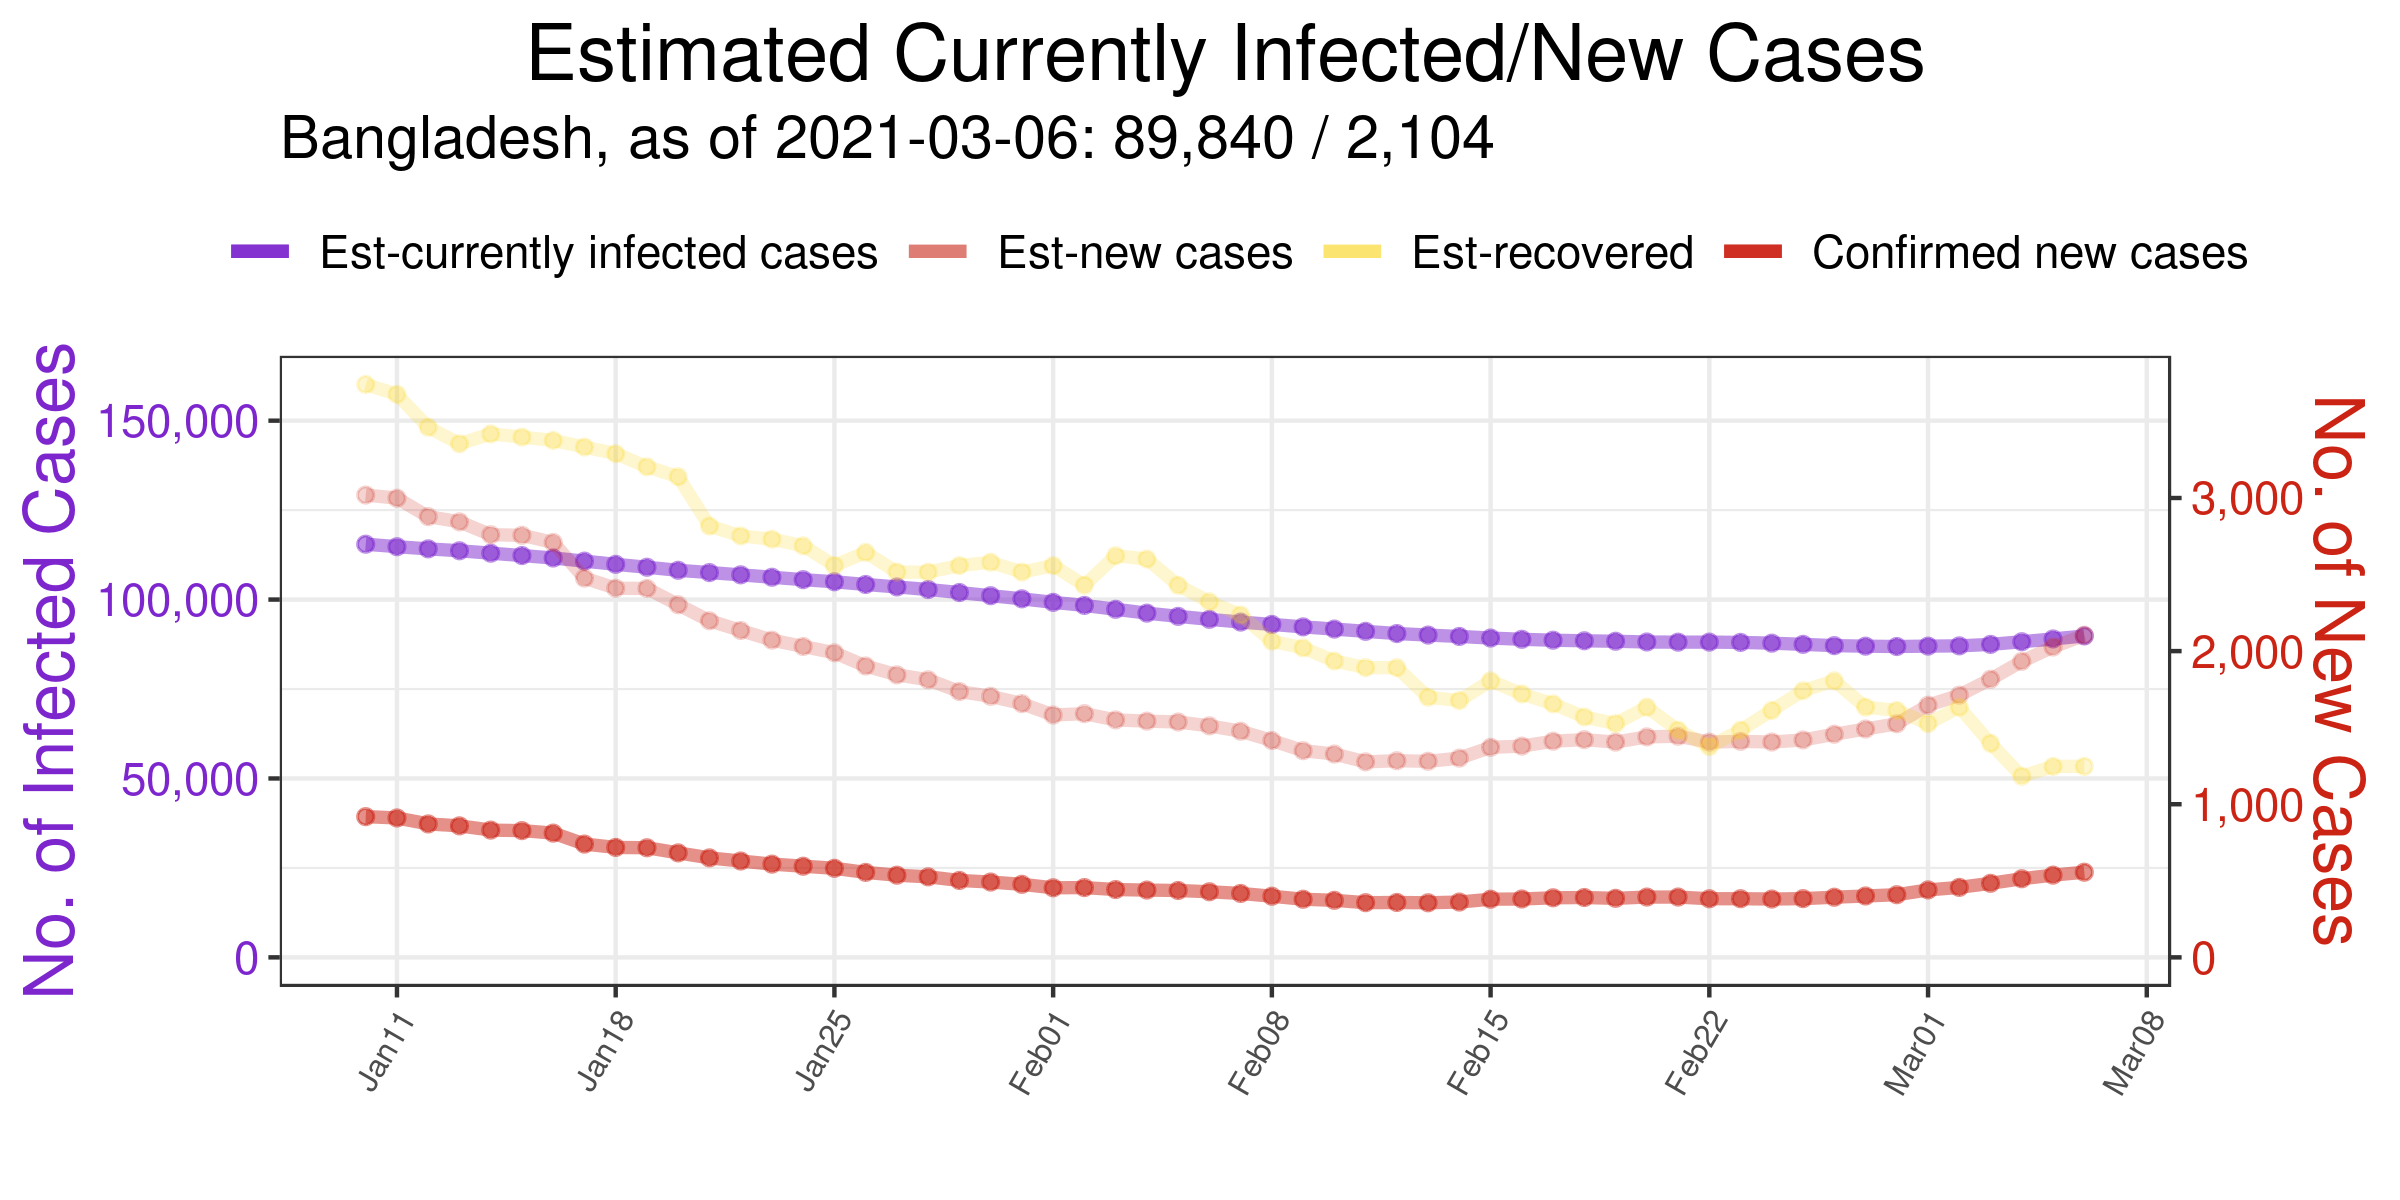 Estimated Currently Infected/New Cases
Bangladesh, as of 2021-03-06: 89,840 / 2,104
Est-currently infected cases Est-new cases Est-recovered Confirmed new cases
No. of Infected Cases
150,000
100,000
50,000
0
3,000
2,000
1,000
0
No. of New Cases
Jan11 Jan18 Jan25 Feb01 Feb08 Feb15 Feb22 Mar01 Mar08